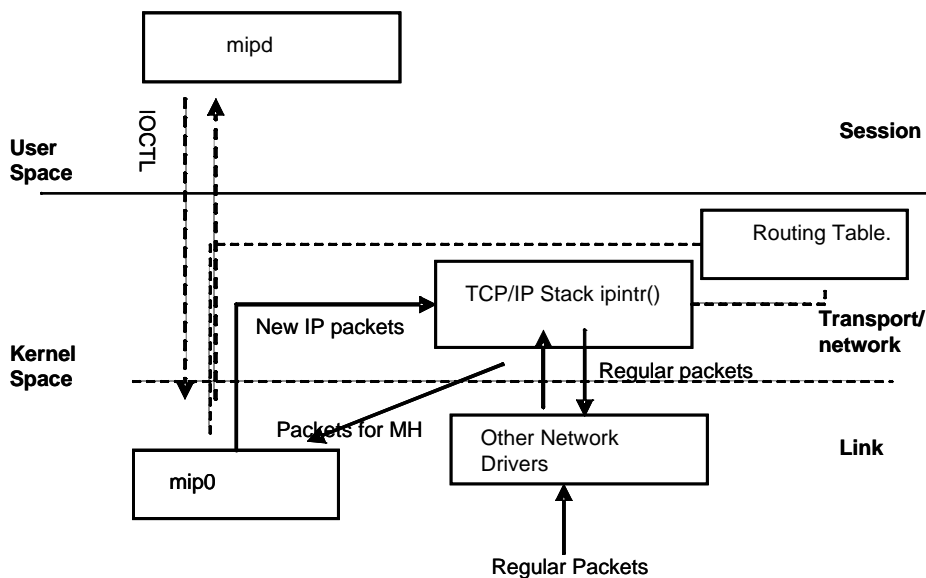 mipd
IOCTL
User
Space
Session
Routing Table.
TCP/IP Stack ipintr()
New IP packets
Transport/
network
Kernel
Space
Regular packets
Packets for MH
Other Network
Drivers
Link
mip0
Regular Packets